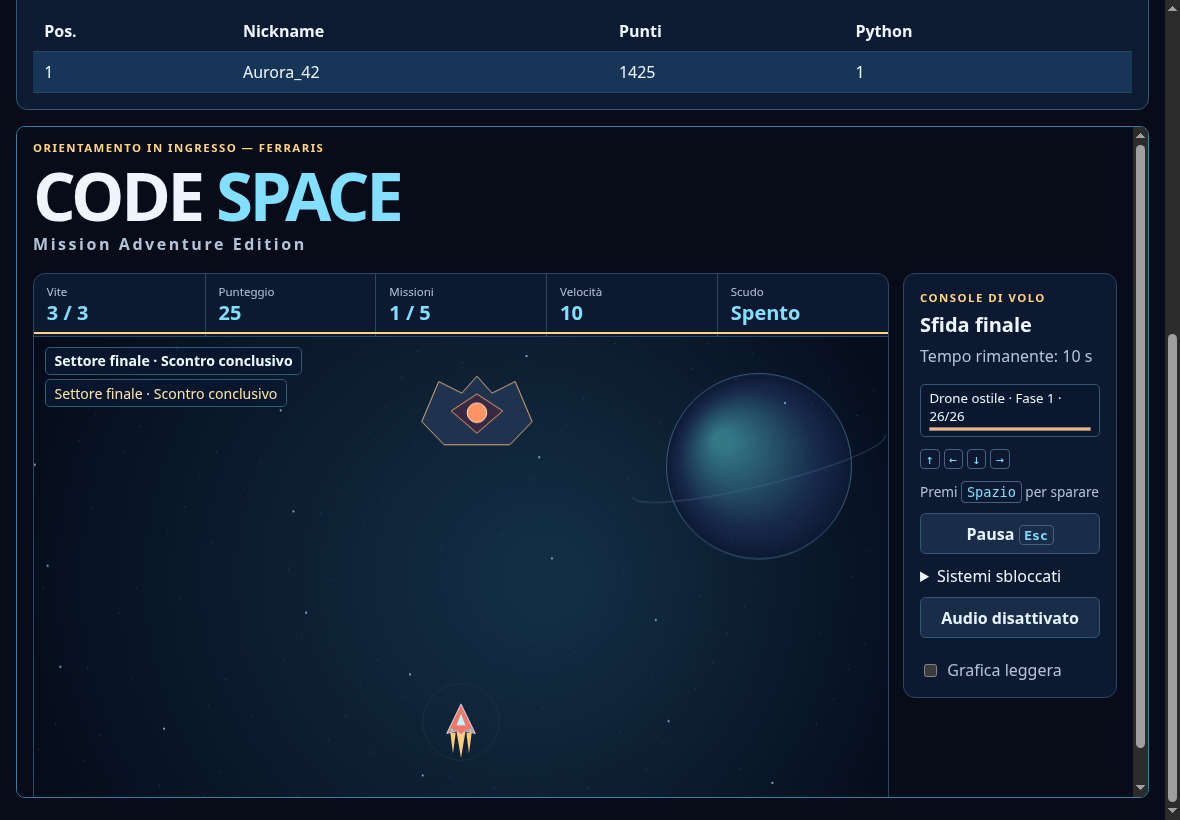 Pos. Nickname Punti Python
1 Aurora_42 1425 1
ORIENTAMENTO IN INGRESSO — FERRARIS
CODE SPACE
Mission Adventure Edition
Vite Punteggio Missioni Velocità Scudo
3 / 3 25 1 / 5 10 Spento
Settore finale · Scontro conclusivo
Settore finale · Scontro conclusivo
CONSOLE DI VOLO
Sfida finale
Tempo rimanente: 10 s
Drone ostile · Fase 1 ·
26/26
↑ ← ↓ →
Premi Spazio per sparare
Pausa Esc
▶ Sistemi sbloccati
Audio disattivato
Grafica leggera